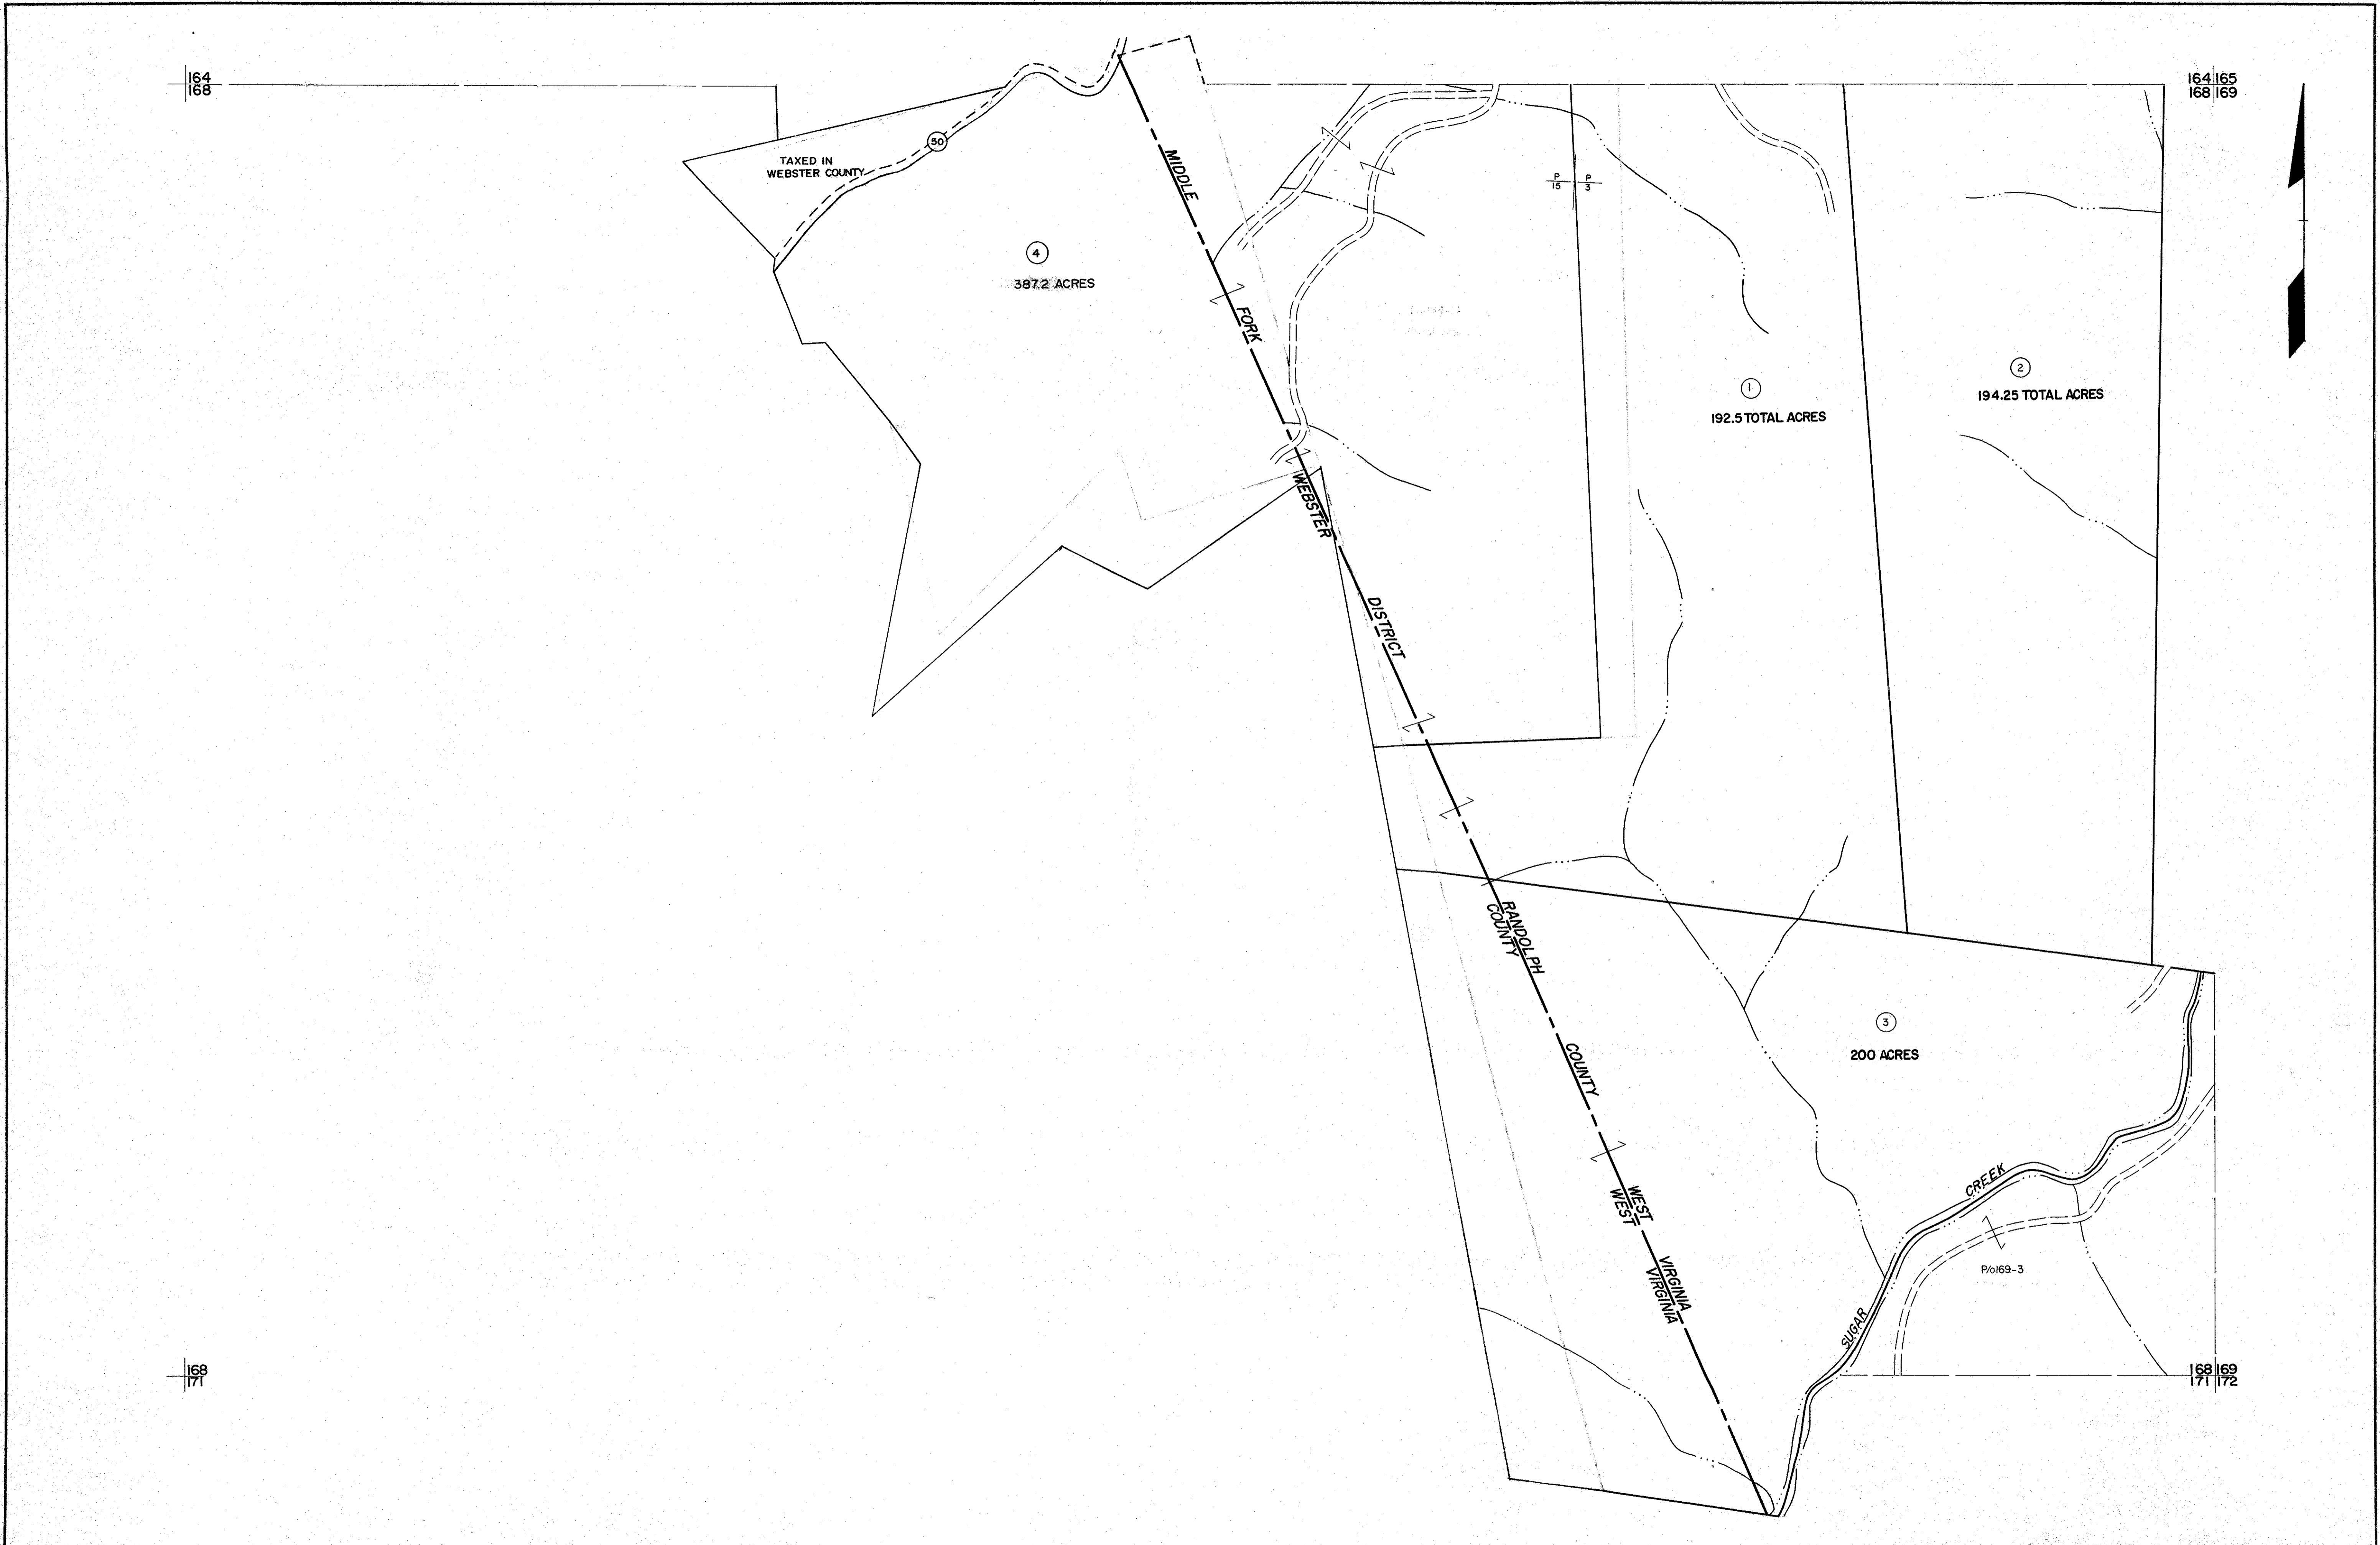 164
168
164 165
168 169
50
TAXED IN
WEBSTER COUNTY
MIDDLE
P P
15 3
4
387.2 ACRES
FORK
2
194.25 TOTAL ACRES
1
192.5 TOTAL ACRES
WEBSTER
DISTRICT
RANDOLPH
COUNTY
3
200 ACRES
COUNTY
WEST
WEST
CREEK
VIRGINIA
VIRGINIA
P/o169-3
SUGAR
168
171
168 169
171 172